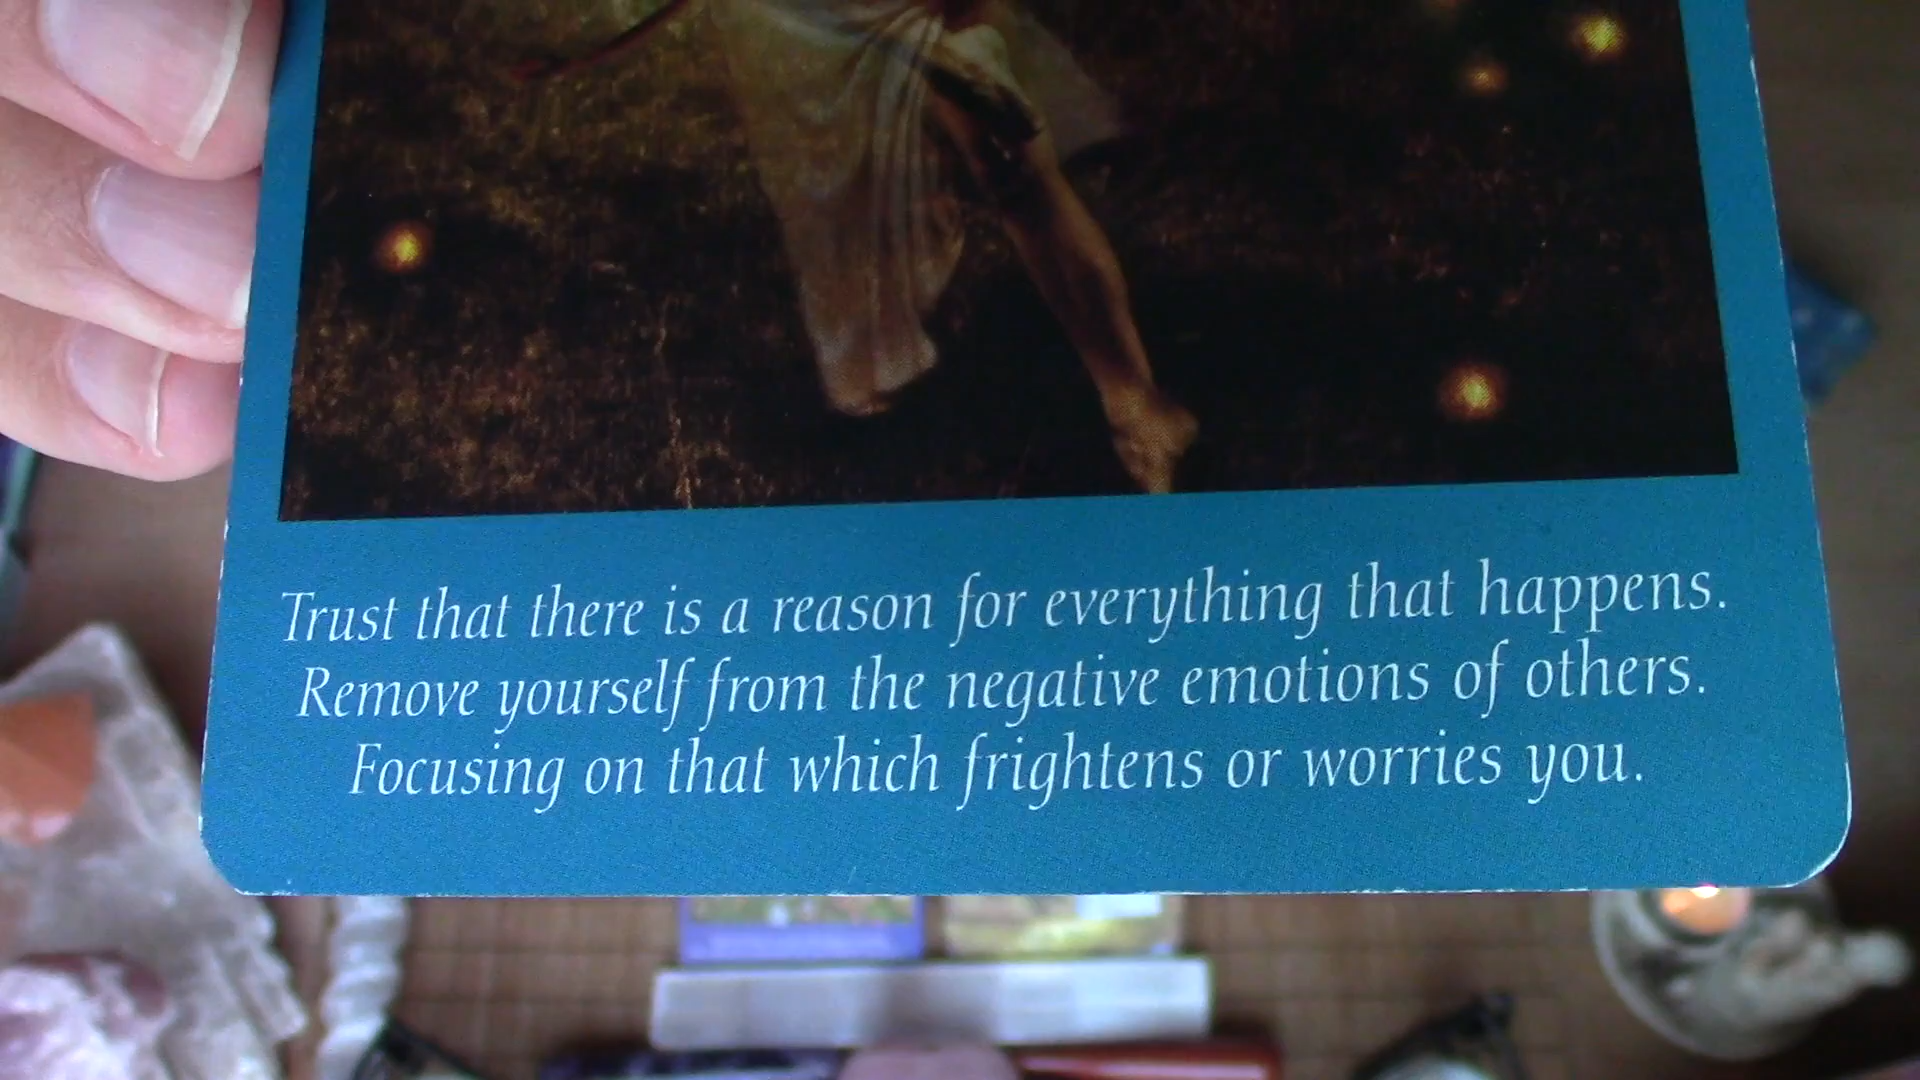 Trust that there is a reason for everything that happens.
Remove yourself from the negative emotions of others.
Focusing on that which frightens or worries you.